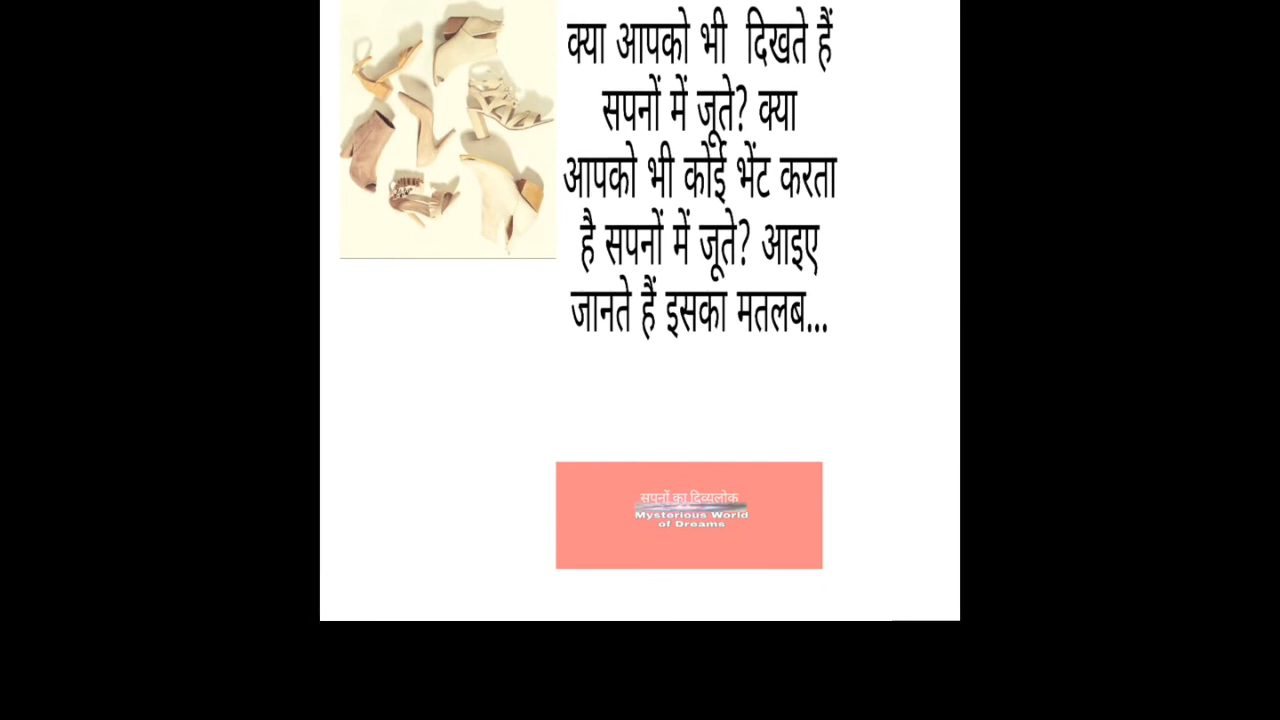 क्या आपको भी दिखते हैं
सपनों में जूते? क्या
आपको भी कोई भेंट करता
है सपनों में जूते? आइए
जानते हैं इसका मतलब...
सपनों का दिव्यलोक
Mysterious World
of Dreams